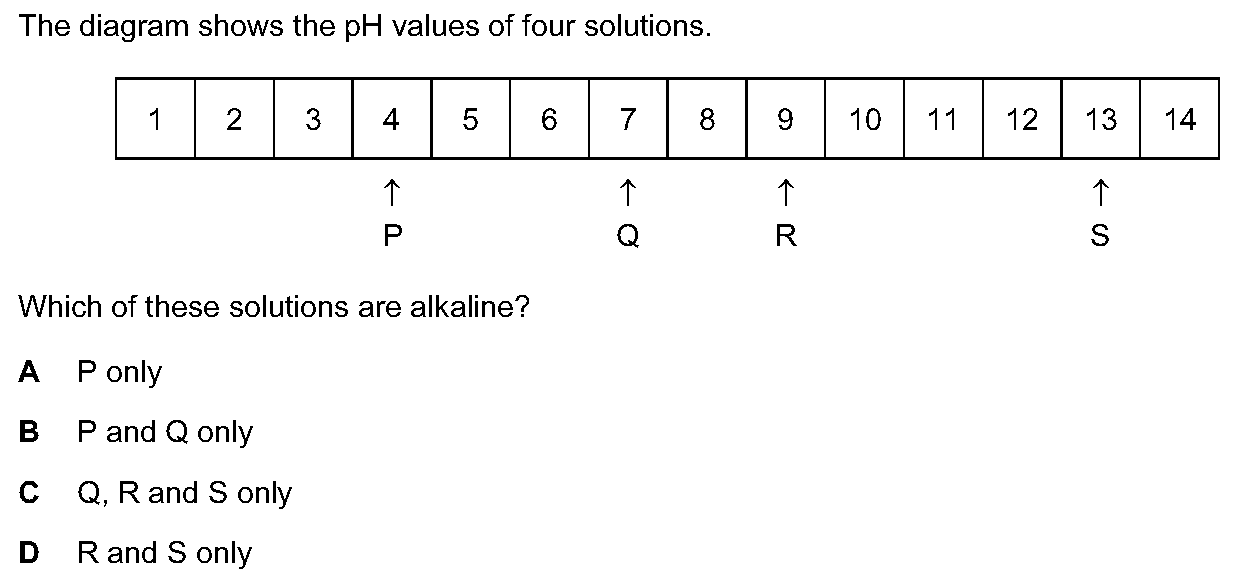 The diagram shows the pH values of four solutions.
1 2 3 4 5 6 7 8 9 10 11 12 13 14
↑ ↑ ↑ ↑
P Q R S
Which of these solutions are alkaline?
A P only
B P and Q only
C Q, R and S only
D R and S only